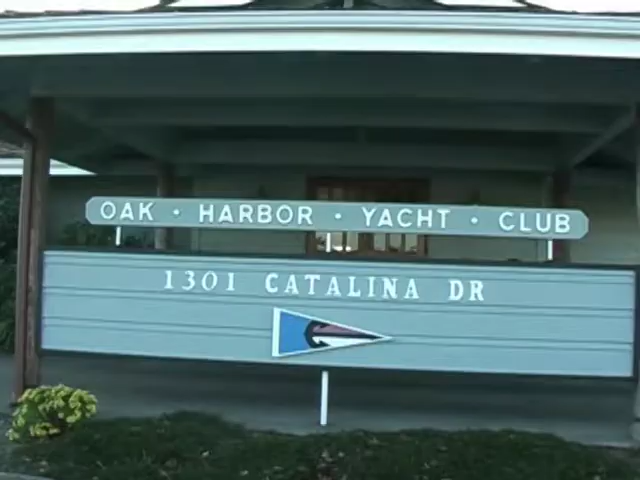 OAK · HARBOR · YACHT · CLUB
1301 CATALINA DR